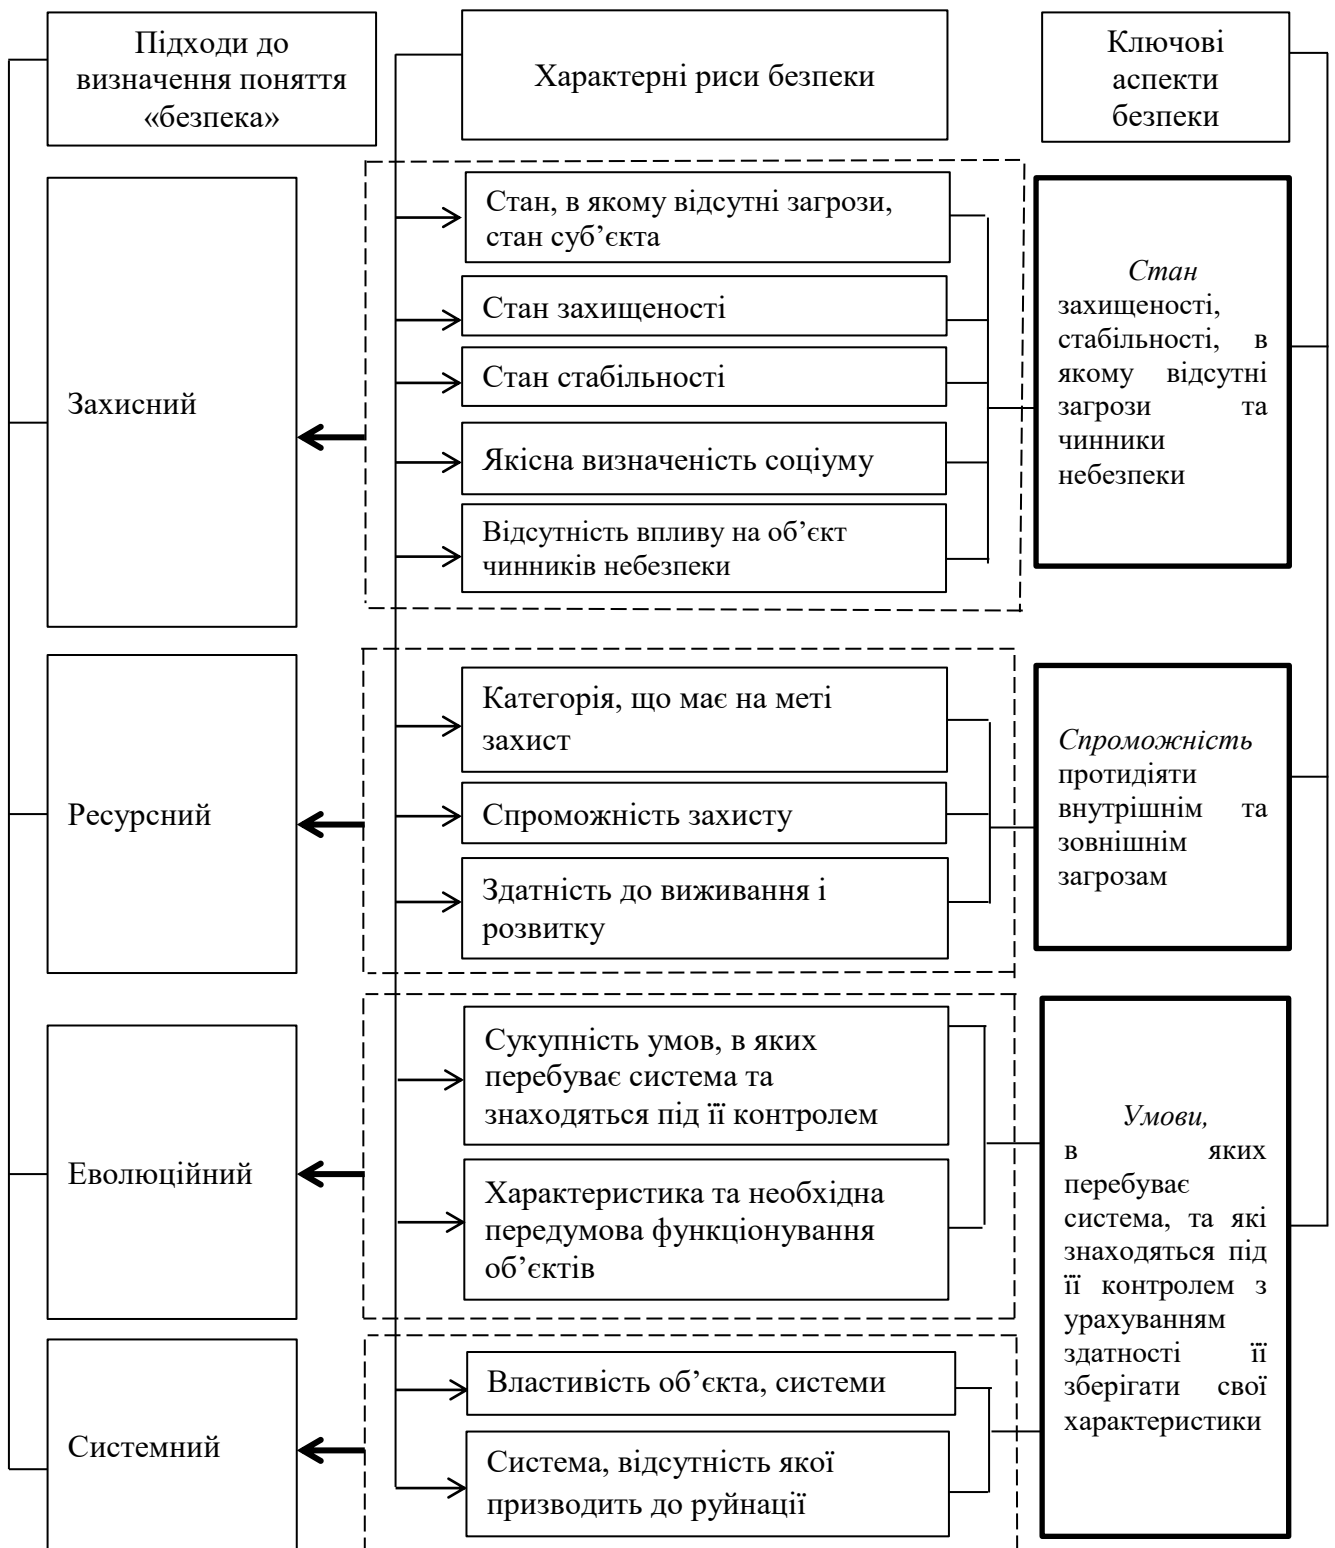 Підходи до
визначення поняття
«безпека»
Характерні риси безпеки
Ключові
аспекти
безпеки
Захисний
Стан, в якому відсутні загрози,
стан суб’єкта
Стан захищеності
Стан стабільності
Якісна визначеність соціуму
Відсутність впливу на об’єкт
чинників небезпеки
Стан
захищеності,
стабільності, в
якому відсутні
загрози та
чинники
небезпеки
Ресурсний
Категорія, що має на меті
захист
Спроможність захисту
Здатність до виживання і
розвитку
Спроможність
протидіяти
внутрішнім та
зовнішнім
загрозам
Еволюційний
Сукупність умов, в яких
перебуває система та
знаходяться під її контролем
Характеристика та необхідна
передумова функціонування
об’єктів
Умови,
в яких
перебуває
система, та які
знаходяться під
її контролем з
урахуванням
здатності її
зберігати свої
характеристики
Системний
Властивість об’єкта, системи
Система, відсутність якої
призводить до руйнації